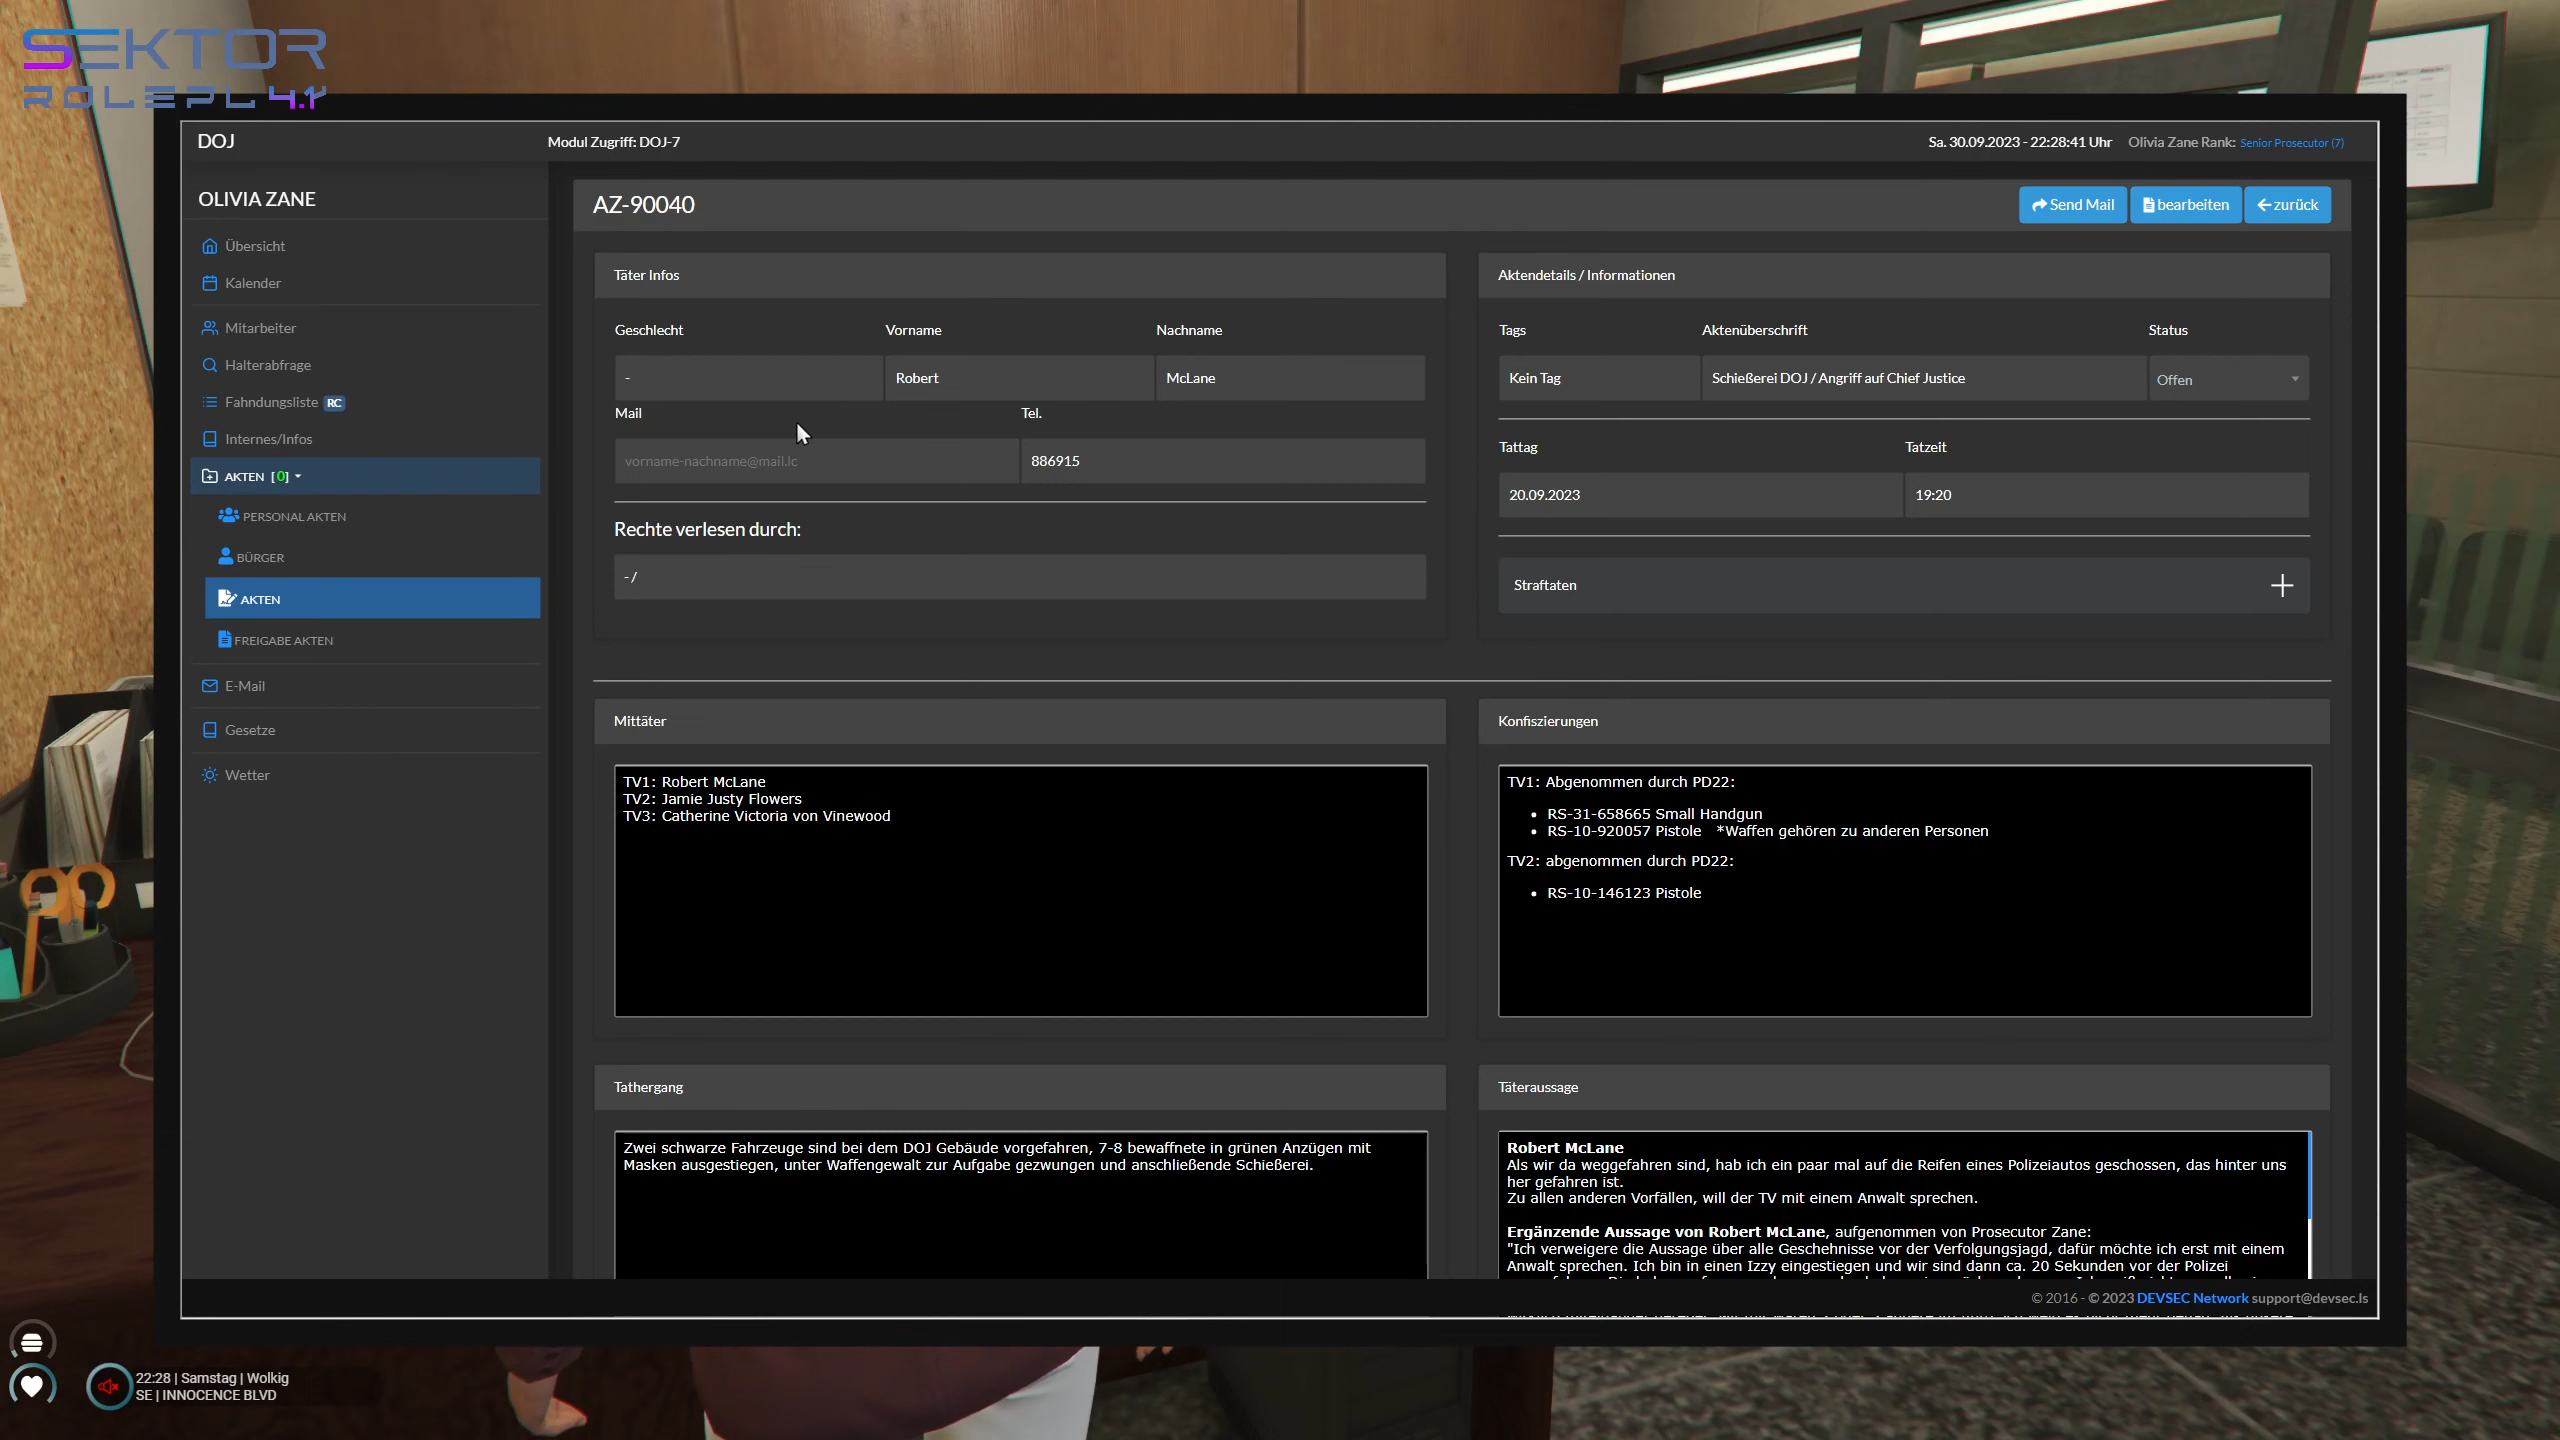 SEKTOR
ROLEPL4.Y
DOJ
Modul Zugriff: DOJ-7
Sa. 30.09.2023 - 22:28:41 Uhr
Olivia Zane Rank: Senior Prosecutor (7)
OLIVIA ZANE
Übersicht
Kalender
Mitarbeiter
Halterabfrage
Fahndungsliste RC
Internes/Infos
AKTEN [0]
PERSONAL AKTEN
BÜRGER
AKTEN
FREIGABE AKTEN
E-Mail
Gesetze
Wetter
AZ-90040
Send Mail
bearbeiten
zurück
Täter Infos
Geschlecht Vorname Nachname
- Robert McLane
Mail Tel.
vorname-nachname@mail.lc 886915
Rechte verlesen durch:
- /
Aktendetails / Informationen
Tags Aktenüberschrift Status
Kein Tag Schießerei DOJ / Angriff auf Chief Justice Offen
Tattag Tatzeit
20.09.2023 19:20
Straftaten
Mittäter
TV1: Robert McLane
TV2: Jamie Justy Flowers
TV3: Catherine Victoria von Vinewood
Konfiszierungen
TV1: Abgenommen durch PD22:
• RS-31-658665 Small Handgun
• RS-10-920057 Pistole *Waffen gehören zu anderen Personen
TV2: abgenommen durch PD22:
• RS-10-146123 Pistole
Tathergang
Zwei schwarze Fahrzeuge sind bei dem DOJ Gebäude vorgefahren, 7-8 bewaffnete in grünen Anzügen mit
Masken ausgestiegen, unter Waffengewalt zur Aufgabe gezwungen und anschließende Schießerei.
Täteraussage
Robert McLane
Als wir da weggefahren sind, hab ich ein paar mal auf die Reifen eines Polizeiautos geschossen, das hinter uns
her gefahren ist.
Zu allen anderen Vorfällen, will der TV mit einem Anwalt sprechen.
Ergänzende Aussage von Robert McLane, aufgenommen von Prosecutor Zane:
"Ich verweigere die Aussage über alle Geschehnisse vor der Verfolgungsjagd, dafür möchte ich erst mit einem
Anwalt sprechen. Ich bin in einen Izzy eingestiegen und wir sind dann ca. 20 Sekunden vor der Polizei
© 2016 - © 2023 DEVSEC Network support@devsec.ls
22:28 | Samstag | Wolkig
SE | INNOCENCE BLVD